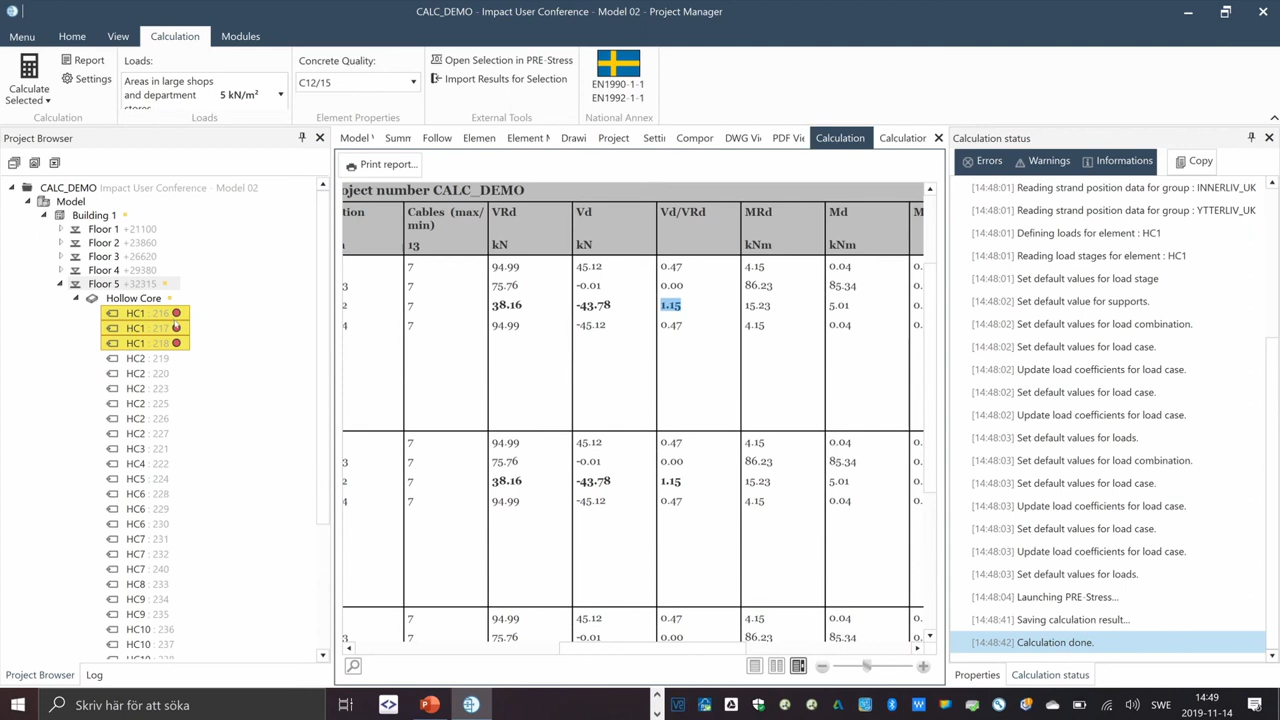 CALC_DEMO - Impact User Conference - Model 02 - Project Manager
Menu Home View Calculation Modules
Calculate
Selected
Report
Settings
Calculation
Loads:
Areas in large shops
and department
stores
5 kN/m²
Loads
Concrete Quality:
C12/15
Element Properties
Open Selection in PRE-Stress
Import Results for Selection
External Tools
EN1990-1-1
EN1992-1-1
National Annex
Project Browser
CALC_DEMO Impact User Conference - Model 02
Model
Building 1
Floor 1 +21100
Floor 2 +23860
Floor 3 +26620
Floor 4 +29380
Floor 5 +32315
Hollow Core
HC1 : 216
HC1 : 217
HC1 : 218
HC2 : 219
HC2 : 220
HC2 : 223
HC2 : 225
HC2 : 226
HC2 : 227
HC3 : 221
HC4 : 222
HC5 : 224
HC6 : 228
HC6 : 229
HC6 : 230
HC7 : 231
HC7 : 232
HC7 : 240
HC8 : 233
HC9 : 234
HC9 : 235
HC10 : 236
HC10 : 237
HC10 : 238
Project Browser Log
Model Summ Follow Elemen Element M Drawi Project Setti Compor DWG Vi PDF Vi Calculation Calculatior
Print report...
oject number CALC_DEMO
tion Cables (max/ VRd Vd Vd/VRd MRd Md M
min)
13 kN kN kNm kNm
7 94.99 45.12 0.47 4.15 0.04 0.
3 7 75.76 -0.01 0.00 86.23 85.34 0.
2 7 38.16 -43.78 1.15 15.23 5.01 0.
4 7 94.99 -45.12 0.47 4.15 0.04 0.
7 94.99 45.12 0.47 4.15 0.04 0.
3 7 75.76 -0.01 0.00 86.23 85.34 0.
2 7 38.16 -43.78 1.15 15.23 5.01 0.
4 7 94.99 -45.12 0.47 4.15 0.04 0.
7 94.99 45.12 0.47 4.15 0.04 0.
3 7 75.76 -0.01 0.00 86.23 85.34 0.
Calculation status
Errors Warnings Informations Copy
[14:48:01] Reading strand position data for group : INNERLIV_UK
[14:48:01] Reading strand position data for group : YTTERLIV_UK
[14:48:01] Defining loads for element : HC1
[14:48:01] Reading load stages for element : HC1
[14:48:01] Set default values for load stage
[14:48:02] Set default value for supports.
[14:48:02] Set default values for load combination.
[14:48:02] Set default values for load case.
[14:48:02] Update load coefficients for load case.
[14:48:02] Set default values for load case.
[14:48:02] Update load coefficients for load case.
[14:48:03] Set default values for loads.
[14:48:03] Set default values for load combination.
[14:48:03] Set default values for load case.
[14:48:03] Update load coefficients for load case.
[14:48:03] Set default values for load case.
[14:48:03] Update load coefficients for load case.
[14:48:03] Set default values for loads.
[14:48:04] Launching PRE-Stress...
[14:48:41] Saving calculation result...
[14:48:42] Calculation done.
Properties Calculation status
Skriv här för att söka
SWE
14:49
2019-11-14